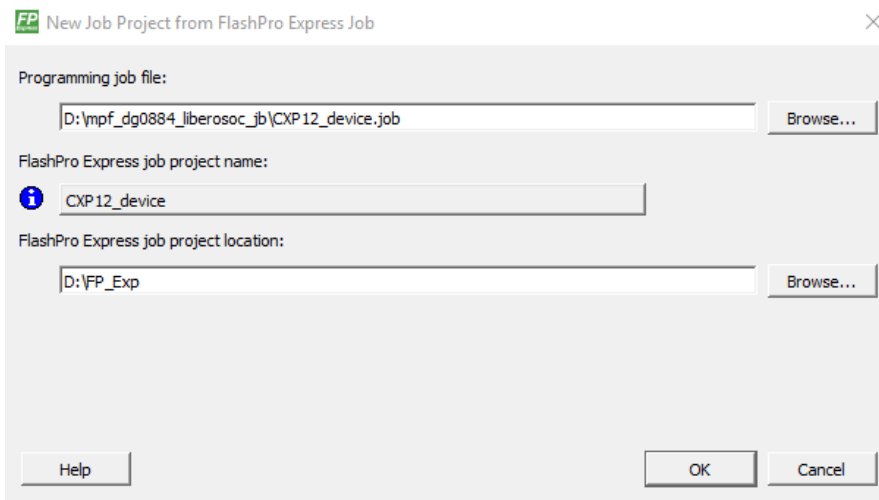 FP Express New Job Project from FlashPro Express Job
Programming job file:
D:\mpf_dg0884_liberosoc_jb\CXP12_device.job Browse...
FlashPro Express job project name:
CXP12_device
FlashPro Express job project location:
D:\FP_Exp Browse...
Help OK Cancel